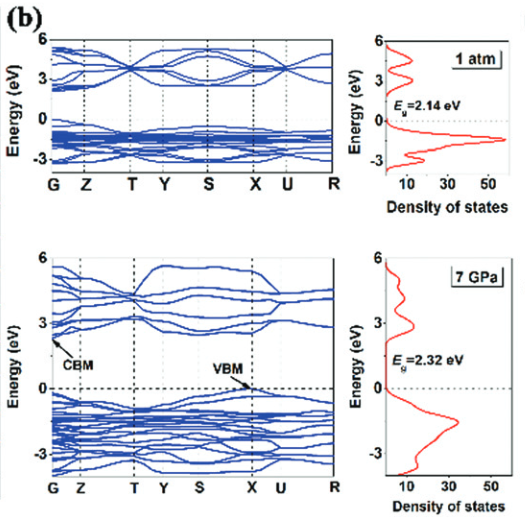 (b)
6
3
0
-3
Energy (eV)
G Z T Y S X U R
6
3
0
-3
Energy (eV)
1 atm
Eg=2.14 eV
10 30 50
Density of states
6
3
0
-3
Energy (eV)
CBM
VBM
G Z T Y S X U R
6
3
0
-3
Energy (eV)
7 GPa
Eg=2.32 eV
10 30 50
Density of states